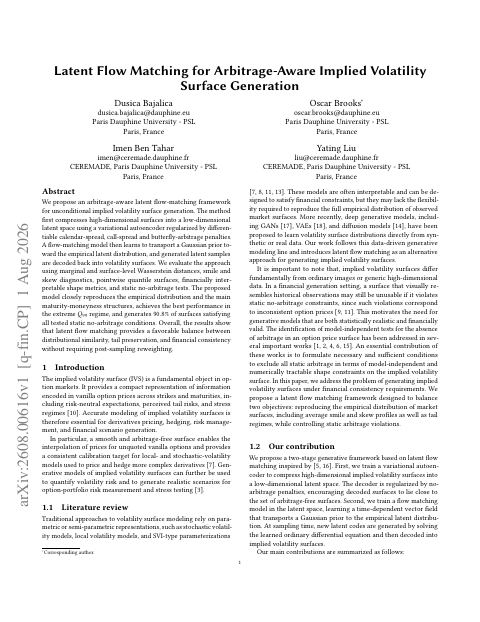 Latent Flow Matching for Arbitrage-Aware Implied Volatility
Surface Generation
Dusica Bajalica
dusica.bajalica@dauphine.eu
Paris Dauphine University - PSL
Paris, France
Oscar Brooks*
oscar.brooks@dauphine.eu
Paris Dauphine University - PSL
Paris, France
Imen Ben Tahar
imen@ceremade.dauphine.fr
CEREMADE, Paris Dauphine University - PSL
Paris, France
Yating Liu
liu@ceremade.dauphine.fr
CEREMADE, Paris Dauphine University - PSL
Paris, France
Abstract
We propose an arbitrage-aware latent flow-matching framework
for unconditional implied volatility surface generation. The method
first compresses high-dimensional surfaces into a low-dimensional
latent space using a variational autoencoder regularized by differen-
tiable calendar-spread, call-spread and butterfly-arbitrage penalties.
A flow-matching model then learns to transport a Gaussian prior to-
ward the empirical latent distribution, and generated latent samples
are decoded back into volatility surfaces. We evaluate the approach
using marginal and surface-level Wasserstein distances, smile and
skew diagnostics, pointwise quantile surfaces, financially inter-
pretable shape metrics, and static no-arbitrage tests. The proposed
model closely reproduces the empirical distribution and the main
maturity-moneyness structures, achieves the best performance in
the extreme Q99 regime, and generates 90.8% of surfaces satisfying
all tested static no-arbitrage conditions. Overall, the results show
that latent flow matching provides a favorable balance between
distributional similarity, tail preservation, and financial consistency
without requiring post-sampling reweighting.
1 Introduction
The implied volatility surface (IVS) is a fundamental object in op-
tion markets. It provides a compact representation of information
encoded in vanilla option prices across strikes and maturities, in-
cluding risk-neutral expectations, perceived tail risks, and stress
regimes [10]. Accurate modeling of implied volatility surfaces is
therefore essential for derivatives pricing, hedging, risk manage-
ment, and financial scenario generation.
In particular, a smooth and arbitrage-free surface enables the
interpolation of prices for unquoted vanilla options and provides
a consistent calibration target for local- and stochastic-volatility
models used to price and hedge more complex derivatives [7]. Gen-
erative models of implied volatility surfaces can further be used
to quantify volatility risk and to generate realistic scenarios for
option-portfolio risk measurement and stress testing [3].
1.1 Literature review
Traditional approaches to volatility surface modeling rely on para-
metric or semi-parametric representations, such as stochastic volatil-
ity models, local volatility models, and SVI-type parameterizations
*Corresponding author.
[7, 8, 11, 13]. These models are often interpretable and can be de-
signed to satisfy financial constraints, but they may lack the flexibil-
ity required to reproduce the full empirical distribution of observed
market surfaces. More recently, deep generative models, includ-
ing GANs [17], VAEs [18], and diffusion models [14], have been
proposed to learn volatility surface distributions directly from syn-
thetic or real data. Our work follows this data-driven generative
modeling line and introduces latent flow matching as an alternative
approach for generating implied volatility surfaces.
It is important to note that, implied volatility surfaces differ
fundamentally from ordinary images or generic high-dimensional
data. In a financial generation setting, a surface that visually re-
sembles historical observations may still be unusable if it violates
static no-arbitrage constraints, since such violations correspond
to inconsistent option prices [9, 11]. This motivates the need for
generative models that are both statistically realistic and financially
valid. The identification of model-independent tests for the absence
of arbitrage in an option price surface has been addressed in sev-
eral important works [1, 2, 4, 6, 15]. An essential contribution of
these works is to formulate necessary and sufficient conditions
to exclude all static arbitrage in terms of model-independent and
numerically tractable shape constraints on the implied volatility
surface. In this paper, we address the problem of generating implied
volatility surfaces under financial consistency requirements. We
propose a latent flow matching framework designed to balance
two objectives: reproducing the empirical distribution of market
surfaces, including average smile and skew profiles as well as tail
regimes, while controlling static arbitrage violations.
1.2 Our contribution
We propose a two-stage generative framework based on latent flow
matching inspired by [5, 16]. First, we train a variational autoen-
coder to compress high-dimensional implied volatility surfaces into
a low-dimensional latent space. The decoder is regularized by no-
arbitrage penalties, encouraging decoded surfaces to lie close to
the set of arbitrage-free surfaces. Second, we train a flow matching
model in the latent space, learning a time-dependent vector field
that transports a Gaussian prior to the empirical latent distribu-
tion. At sampling time, new latent codes are generated by solving
the learned ordinary differential equation and then decoded into
implied volatility surfaces.
Our main contributions are summarized as follows:
1
arXiv:2608.00616v1 [q-fin.CP] 1 Aug 2026